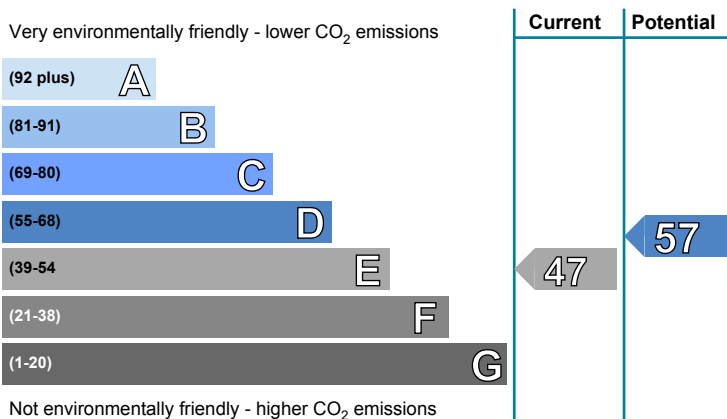 Current Potential
Very environmentally friendly - lower CO2 emissions
(92 plus) A
(81-91) B
(69-80) C
(55-68) D
57
(39-54 E 47
(21-38) F
(1-20) G
Not environmentally friendly - higher CO2 emissions